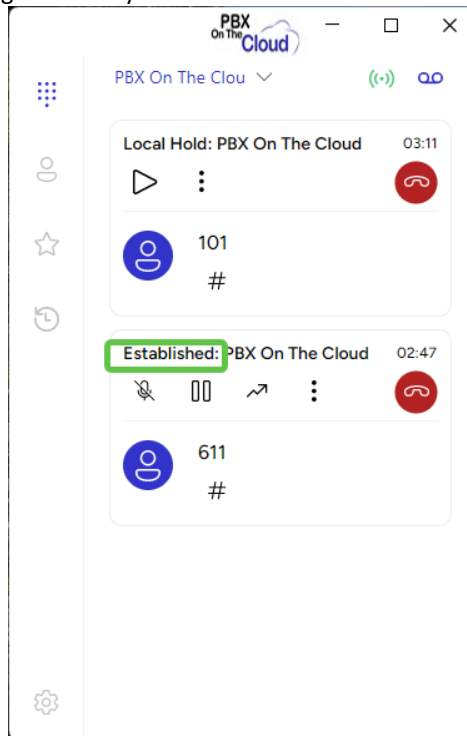 PBX
On The
Cloud
PBX On The Clou
Local Hold: PBX On The Cloud 03:11
101
#
Established: PBX On The Cloud 02:47
611
#